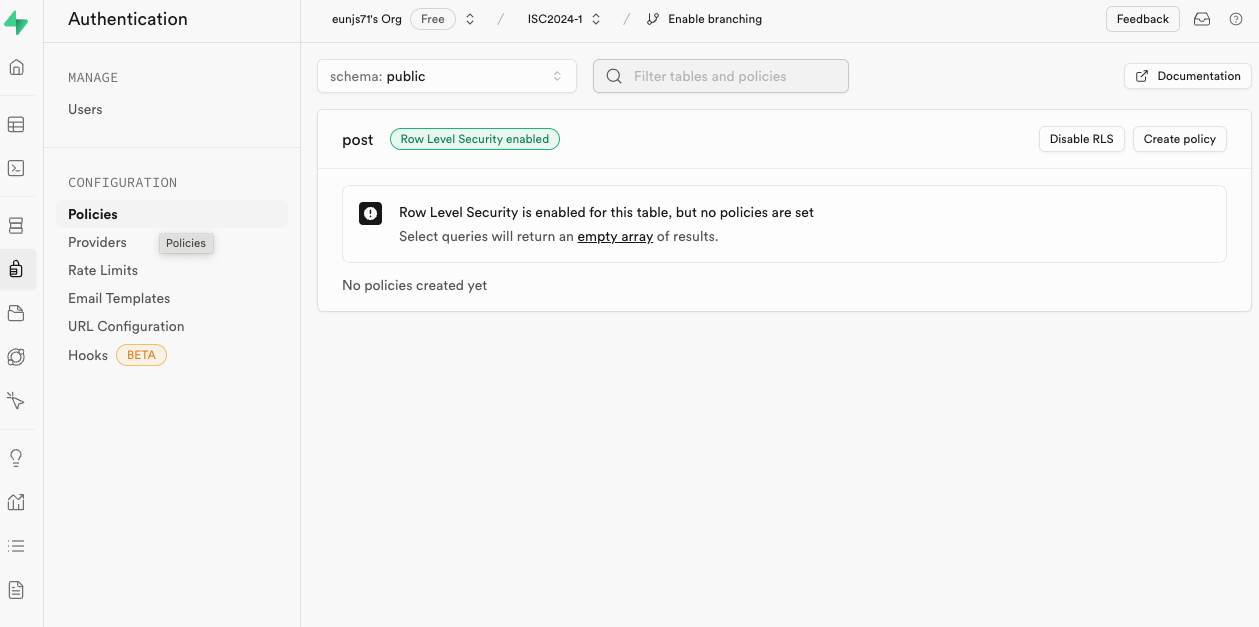 Authentication
eunjs71's Org Free / ISC2024-1 / Enable branching Feedback
MANAGE
Users
CONFIGURATION
Policies
Providers
Policies
Rate Limits
Email Templates
URL Configuration
Hooks BETA
schema: public Filter tables and policies Documentation
post Row Level Security enabled Disable RLS Create policy
Row Level Security is enabled for this table, but no policies are set
Select queries will return an empty array of results.
No policies created yet